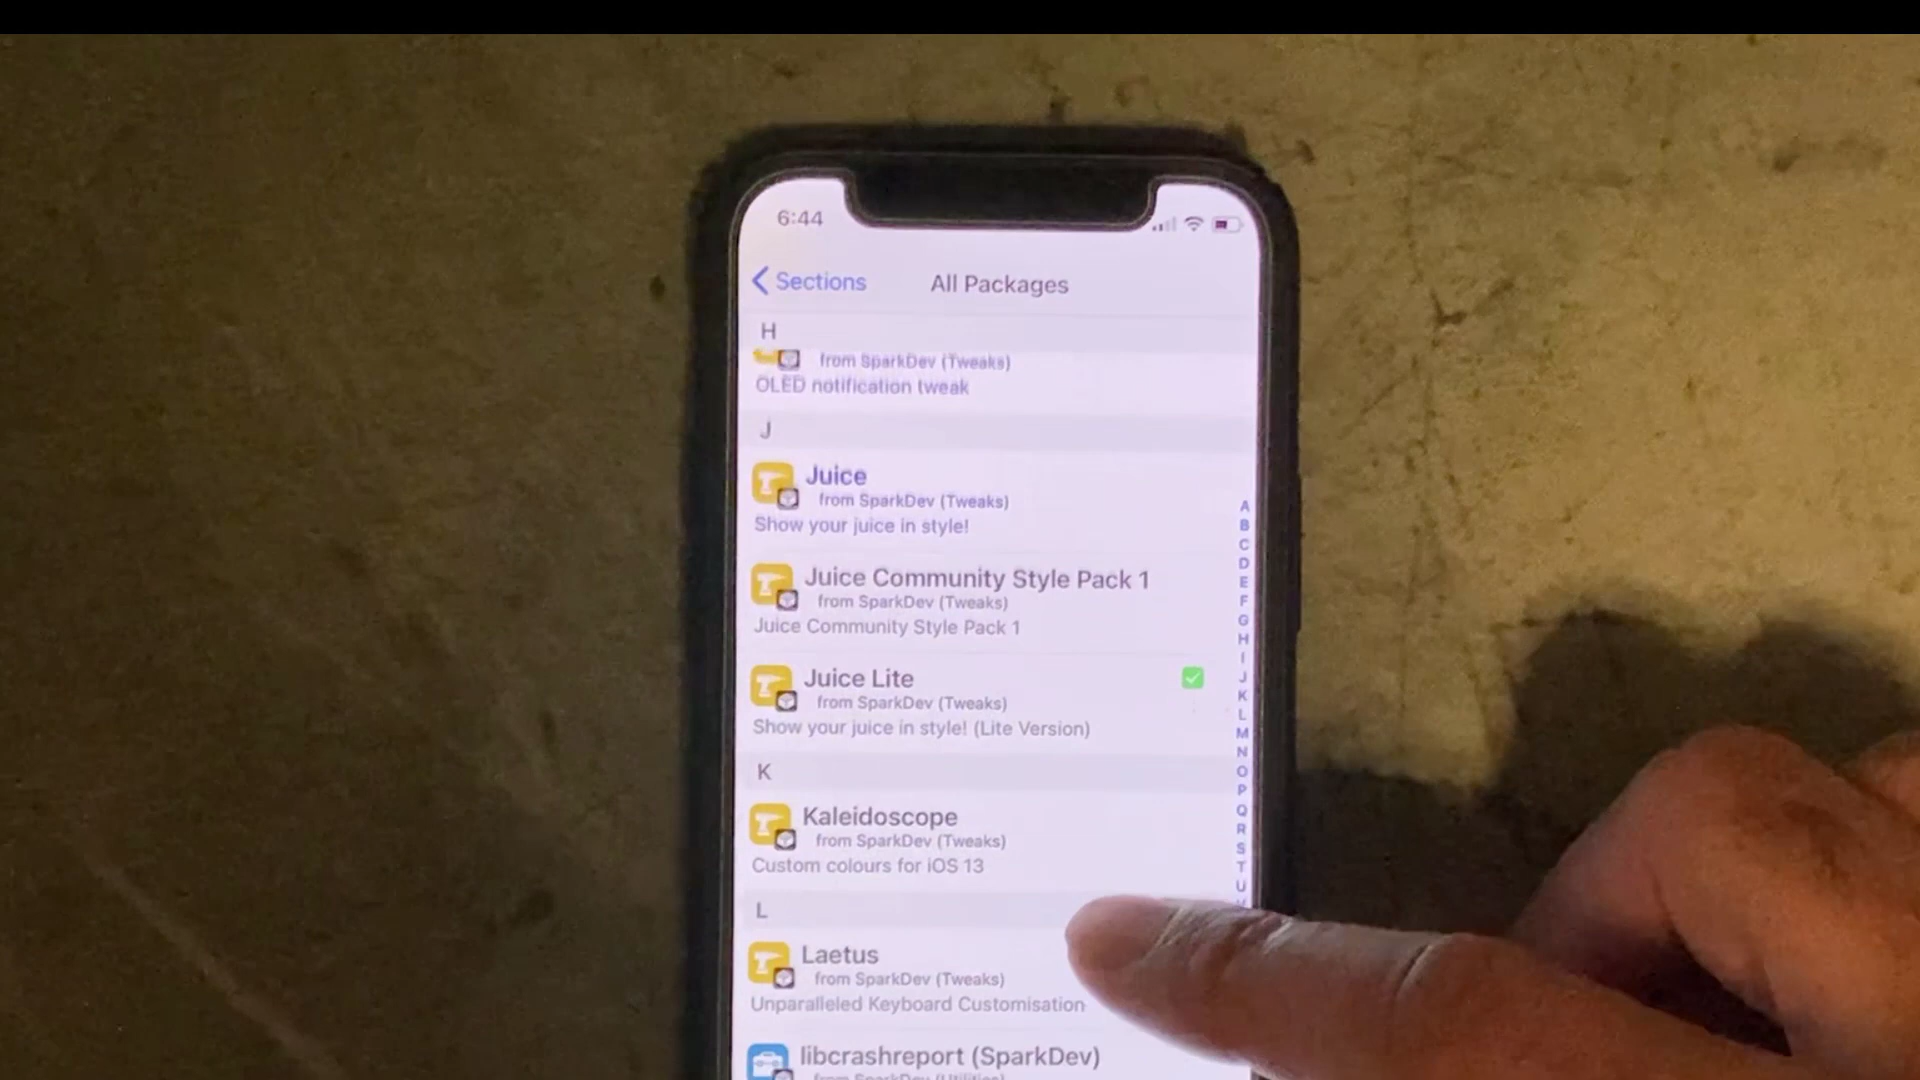 6:44
Sections
All Packages
H
from SparkDev (Tweaks)
OLED notification tweak
J
Juice
from SparkDev (Tweaks)
Show your juice in style!
Juice Community Style Pack 1
from SparkDev (Tweaks)
Juice Community Style Pack 1
Juice Lite
from SparkDev (Tweaks)
Show your juice in style! (Lite Version)
K
Kaleidoscope
from SparkDev (Tweaks)
Custom colours for iOS 13
L
Laetus
from SparkDev (Tweaks)
Unparalleled Keyboard Customisation
libcrashreport (SparkDev)
from SparkDev (Utilities)
A
B
C
D
E
F
G
H
I
J
K
L
M
N
O
P
Q
R
S
T
U